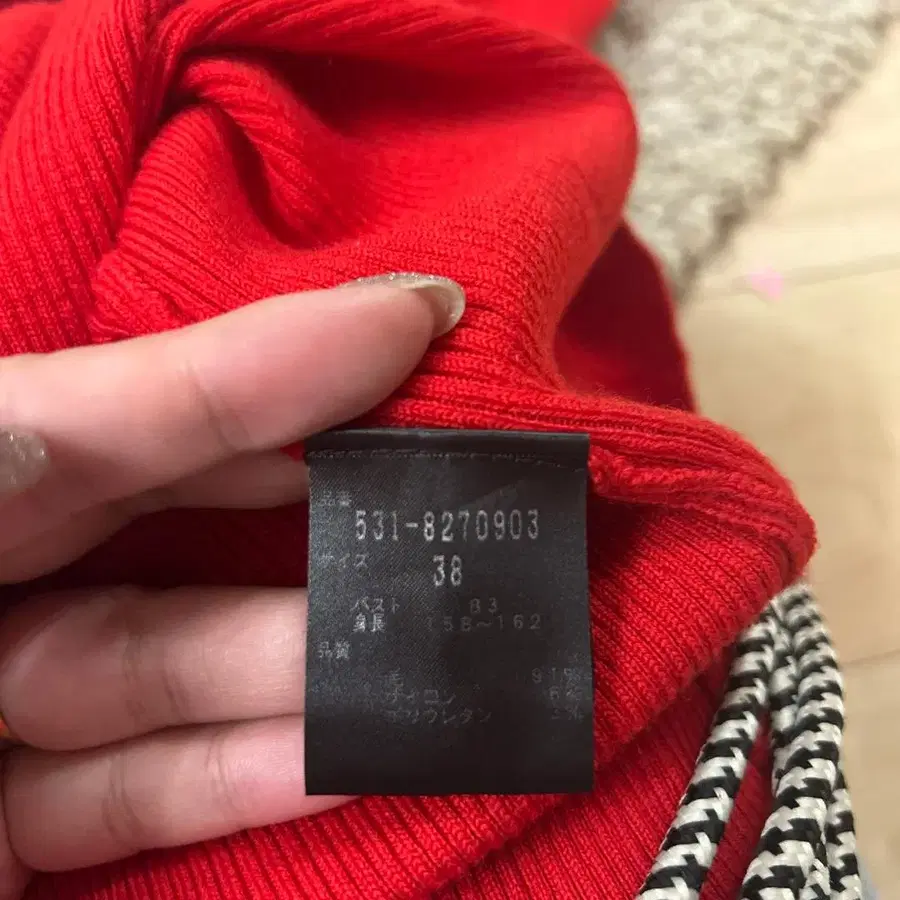 品番
531-8270903
サイズ 38
バスト 83
身長 158~162
品質
毛 91%
ナイロン
ポリウレタン